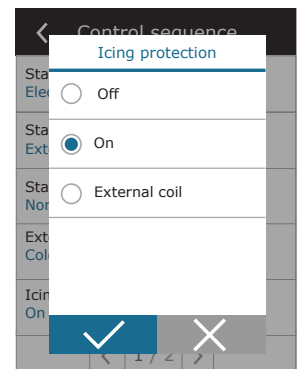 Control sequence
Icing protection
Sta
Elec
Off
Sta
Ext
On
Sta
Non
External coil
Ext
Col
Icin
On
1 / 2